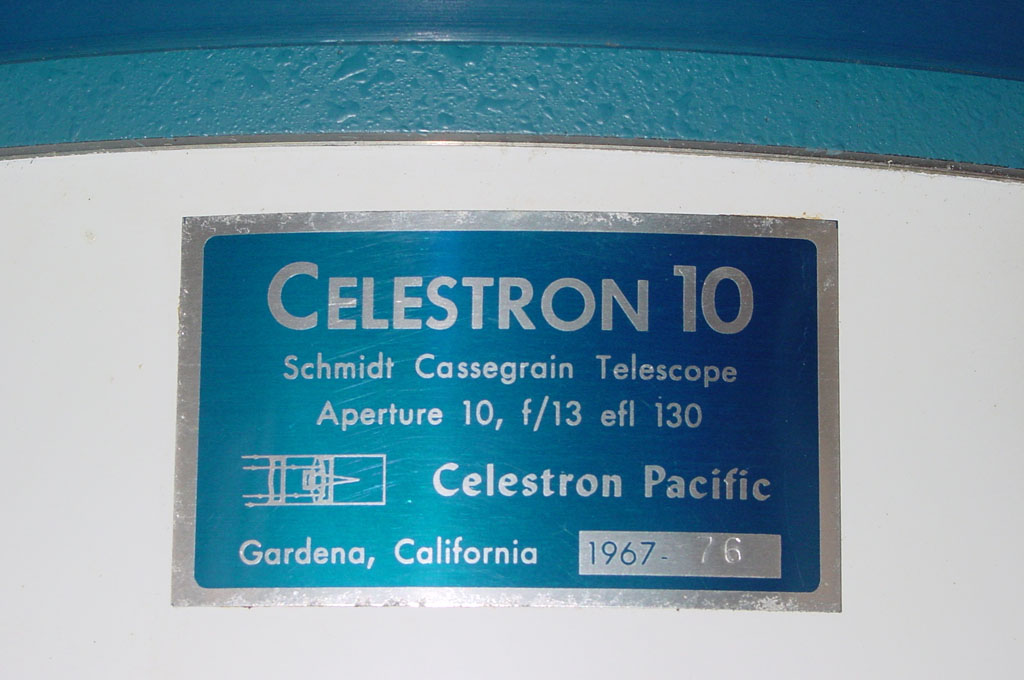 CELESTRON 10
Schmidt Cassegrain Telescope
Aperture 10, f/13 efl 130
Celestron Pacific
Gardena, California 1967- 76